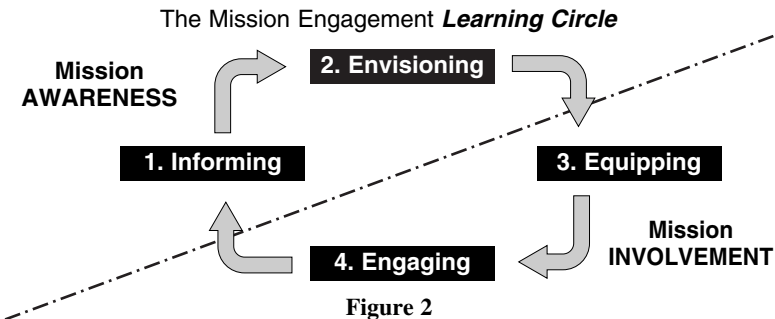 The Mission Engagement Learning Circle
Mission
AWARENESS
2. Envisioning
1. Informing
3. Equipping
Mission
INVOLVEMENT
4. Engaging
Figure 2